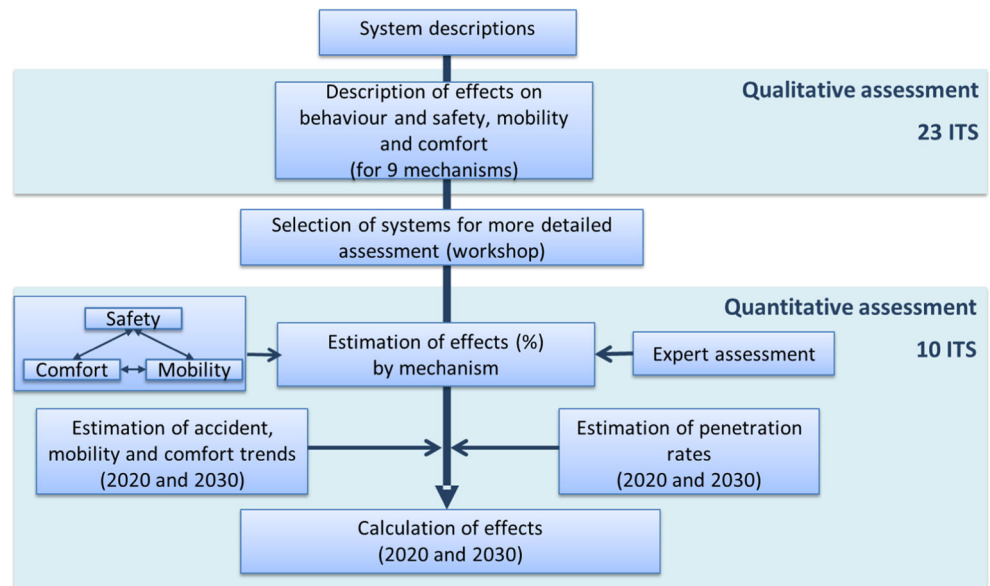 System descriptions
Qualitative assessment
23 ITS
Description of effects on
behaviour and safety, mobility
and comfort
(for 9 mechanisms)
Selection of systems for more detailed
assessment (workshop)
Quantitative assessment
10 ITS
Safety
Comfort
Mobility
Estimation of effects (%)
by mechanism
Expert assessment
Estimation of accident,
mobility and comfort trends
(2020 and 2030)
Estimation of penetration
rates
(2020 and 2030)
Calculation of effects
(2020 and 2030)